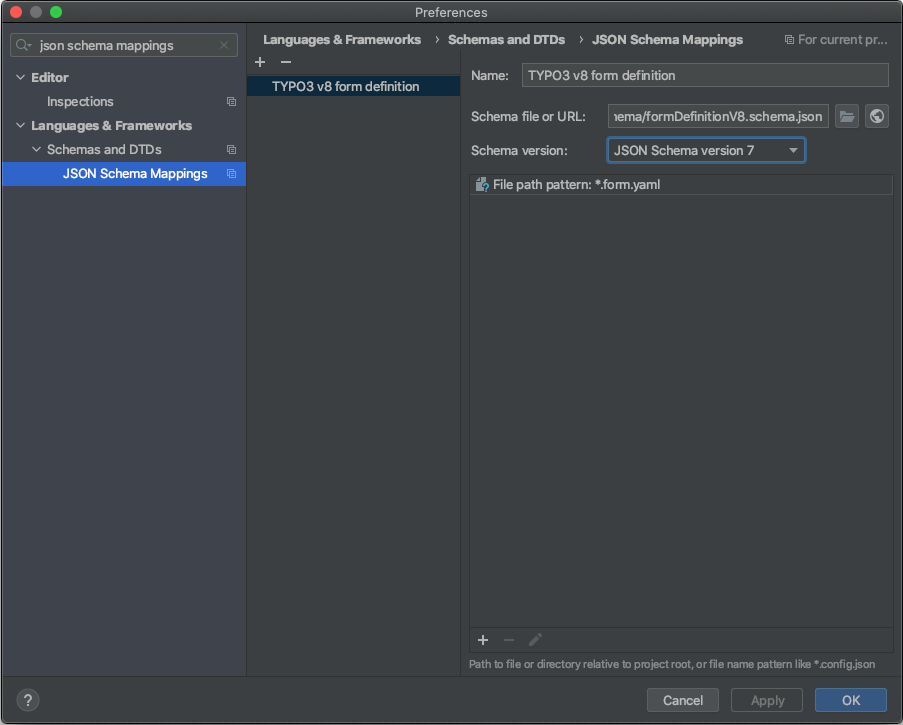 Preferences
json schema mappings
Languages & Frameworks › Schemas and DTDs › JSON Schema Mappings
For current pr...
Editor
Inspections
Languages & Frameworks
Schemas and DTDs
JSON Schema Mappings
TYPO3 v8 form definition
Name: TYPO3 v8 form definition
Schema file or URL: nema/formDefinitionV8.schema.json
Schema version: JSON Schema version 7
File path pattern: *.form.yaml
Path to file or directory relative to project root, or file name pattern like *.config.json
?
Cancel
Apply
OK